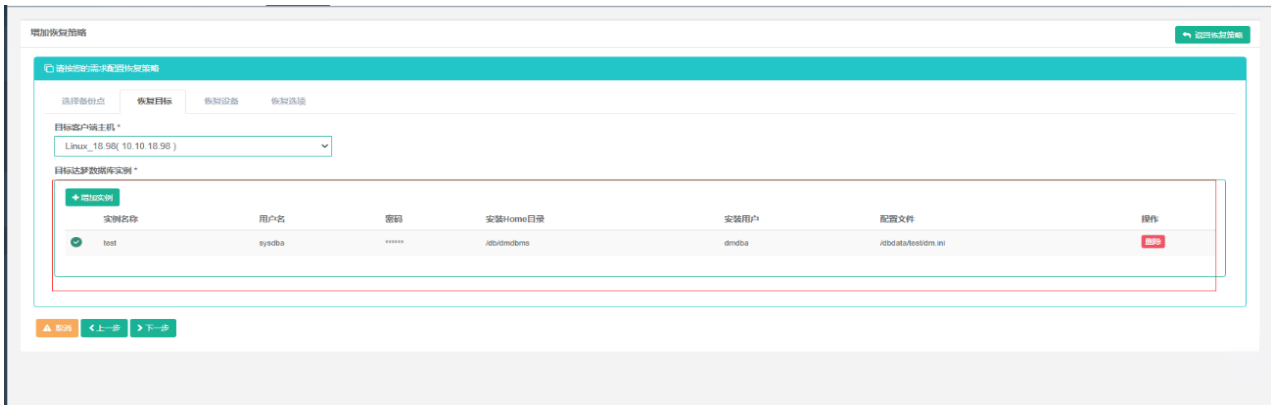 增加恢复策略
返回恢复策略
请按您的需求配置恢复策略
选择备份点 恢复目标 恢复设备 恢复选项
目标客户端主机 *
Linux_18.98( 10.10.18.98 )
目标达梦数据库实例 *
增加实例
实例名称 用户名 密码 安装Home目录 安装用户 配置文件 操作
test sysdba ****** /db/dmdbms dmdba /dbdata/test/dm.ini 删除
取消 上一步 下一步